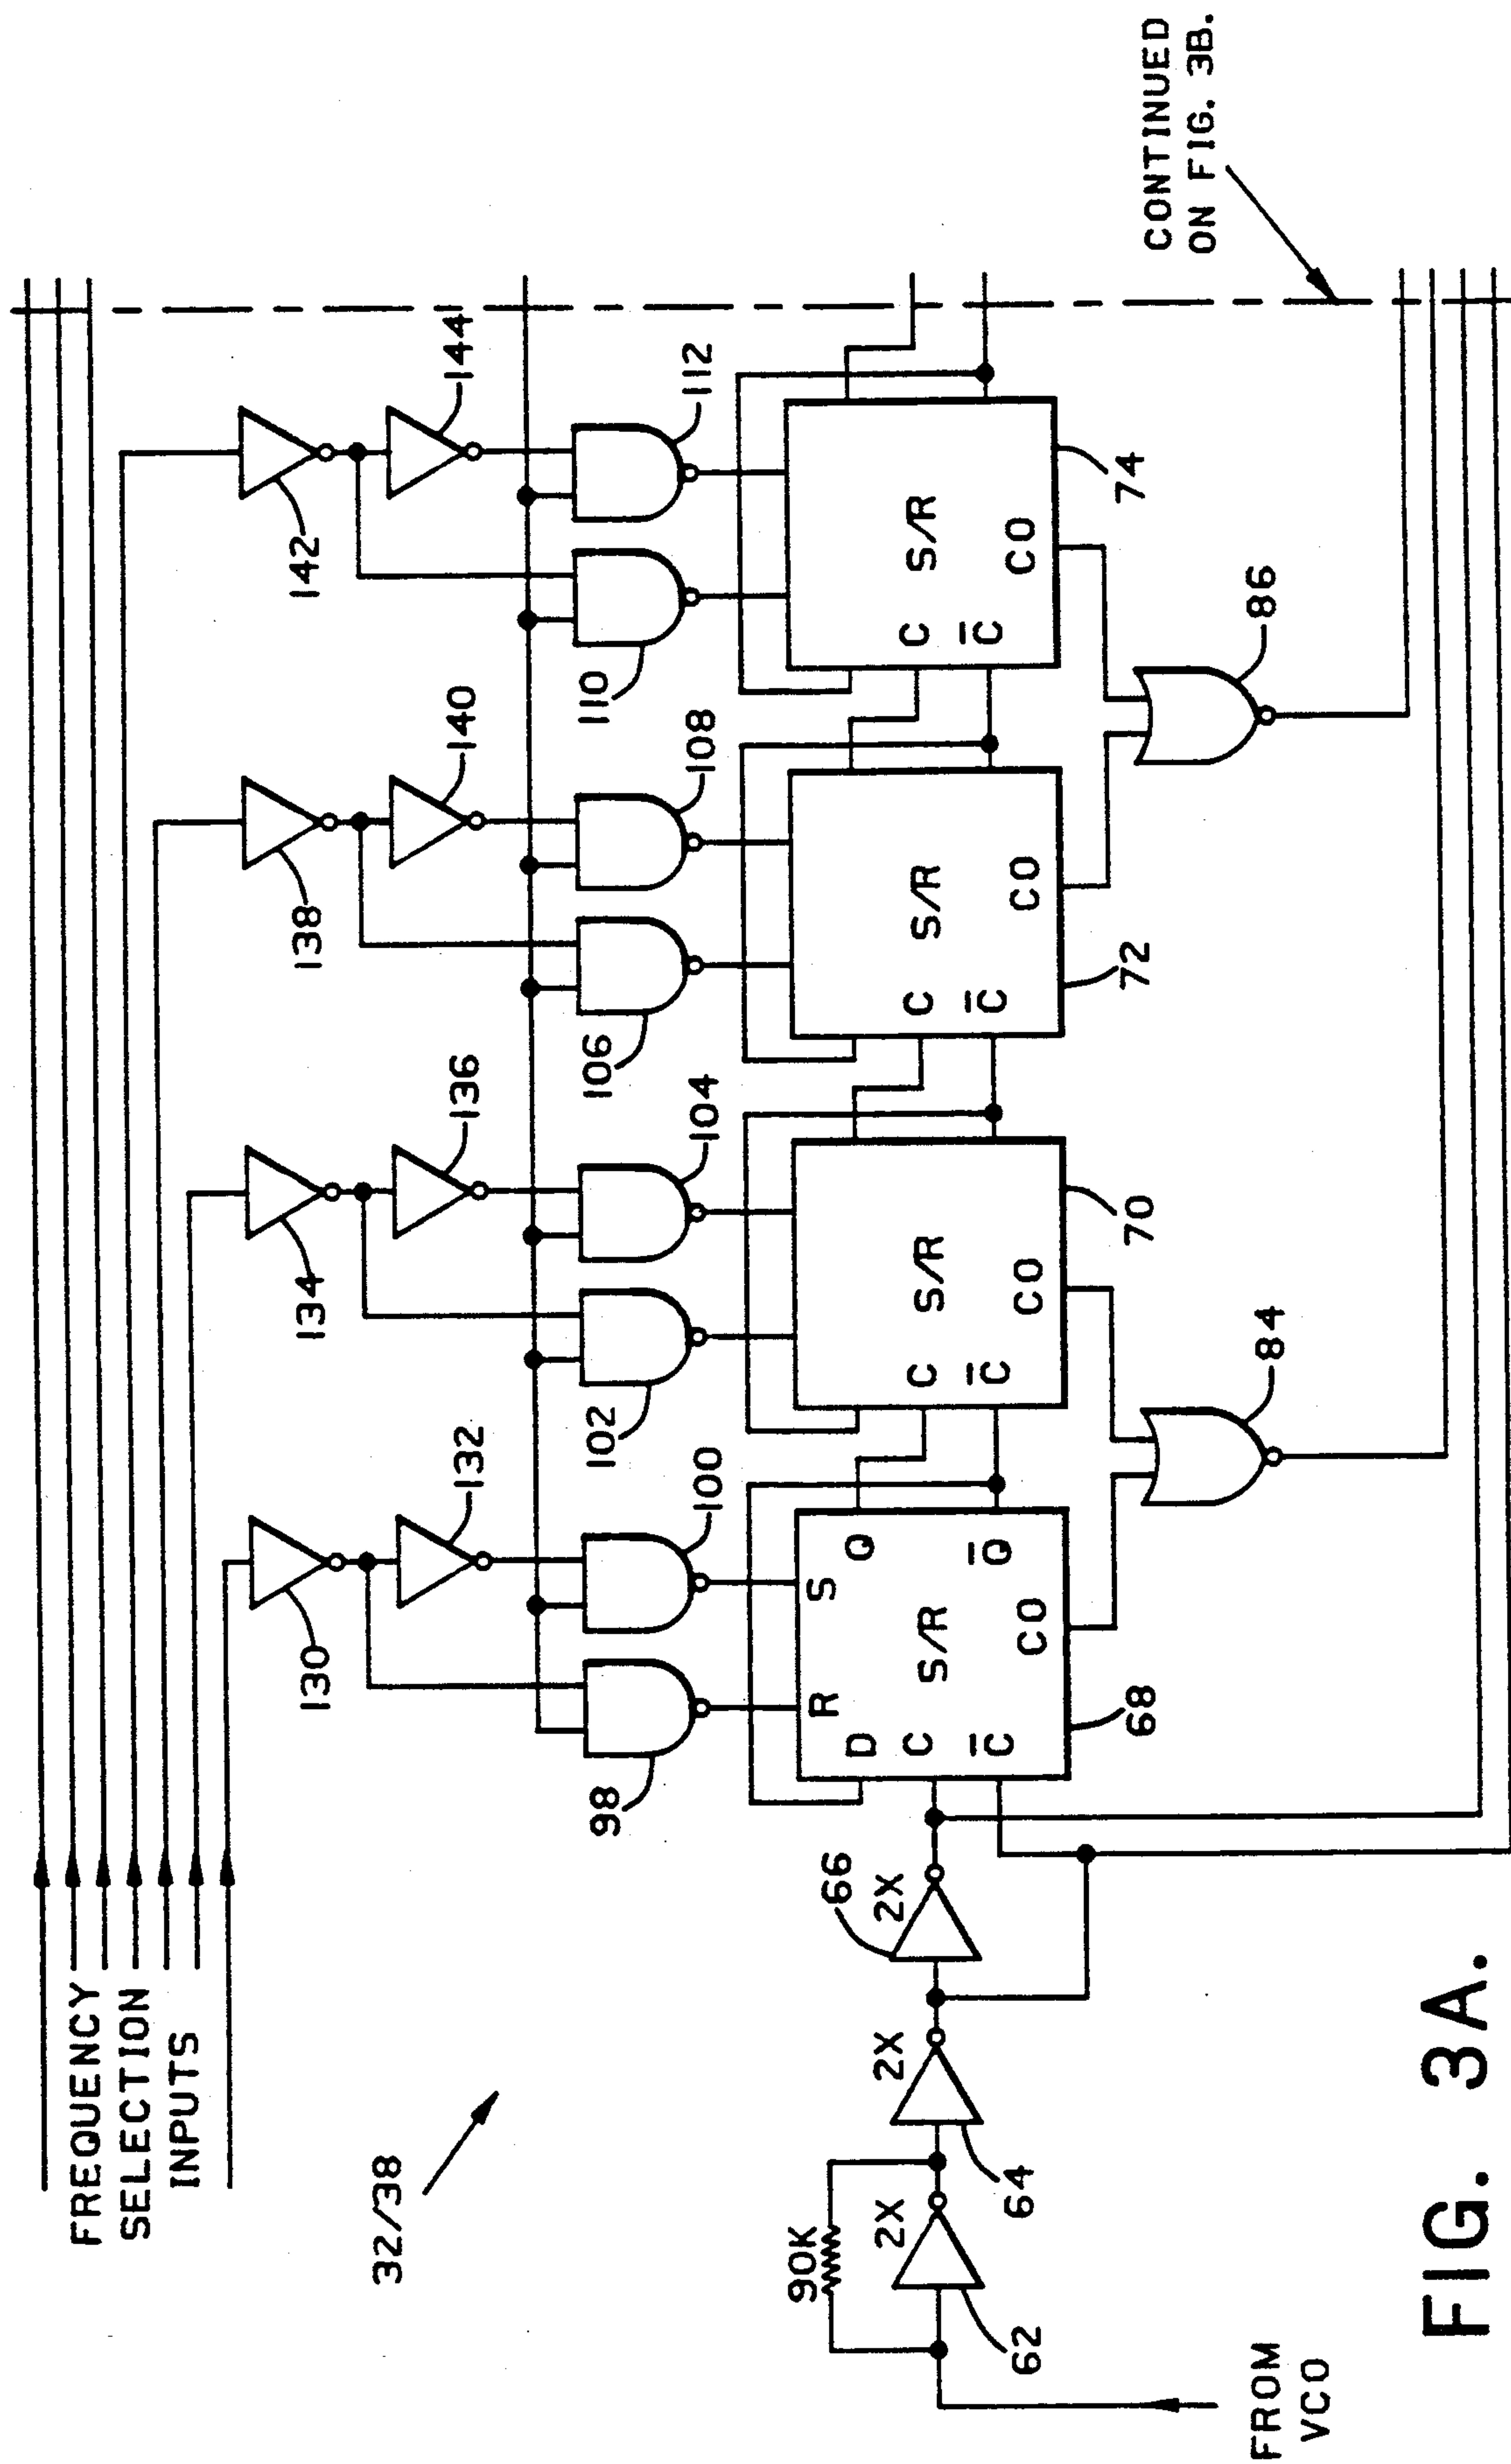 FREQUENCY
SELECTION
INPUTS
32/38
130
132
134
136
138
140
142
144
98
100
102
104
106
108
110
112
FROM
VCO
90K
2X
62
2X
64
2X
66
R
S
D
Q
C
S/R
C̅
Q̅
CO
68
S/R
C
C̅
CO
70
S/R
C
C̅
CO
72
S/R
C
C̅
CO
74
84
86
CONTINUED
ON FIG. 3B.
FIG. 3A.